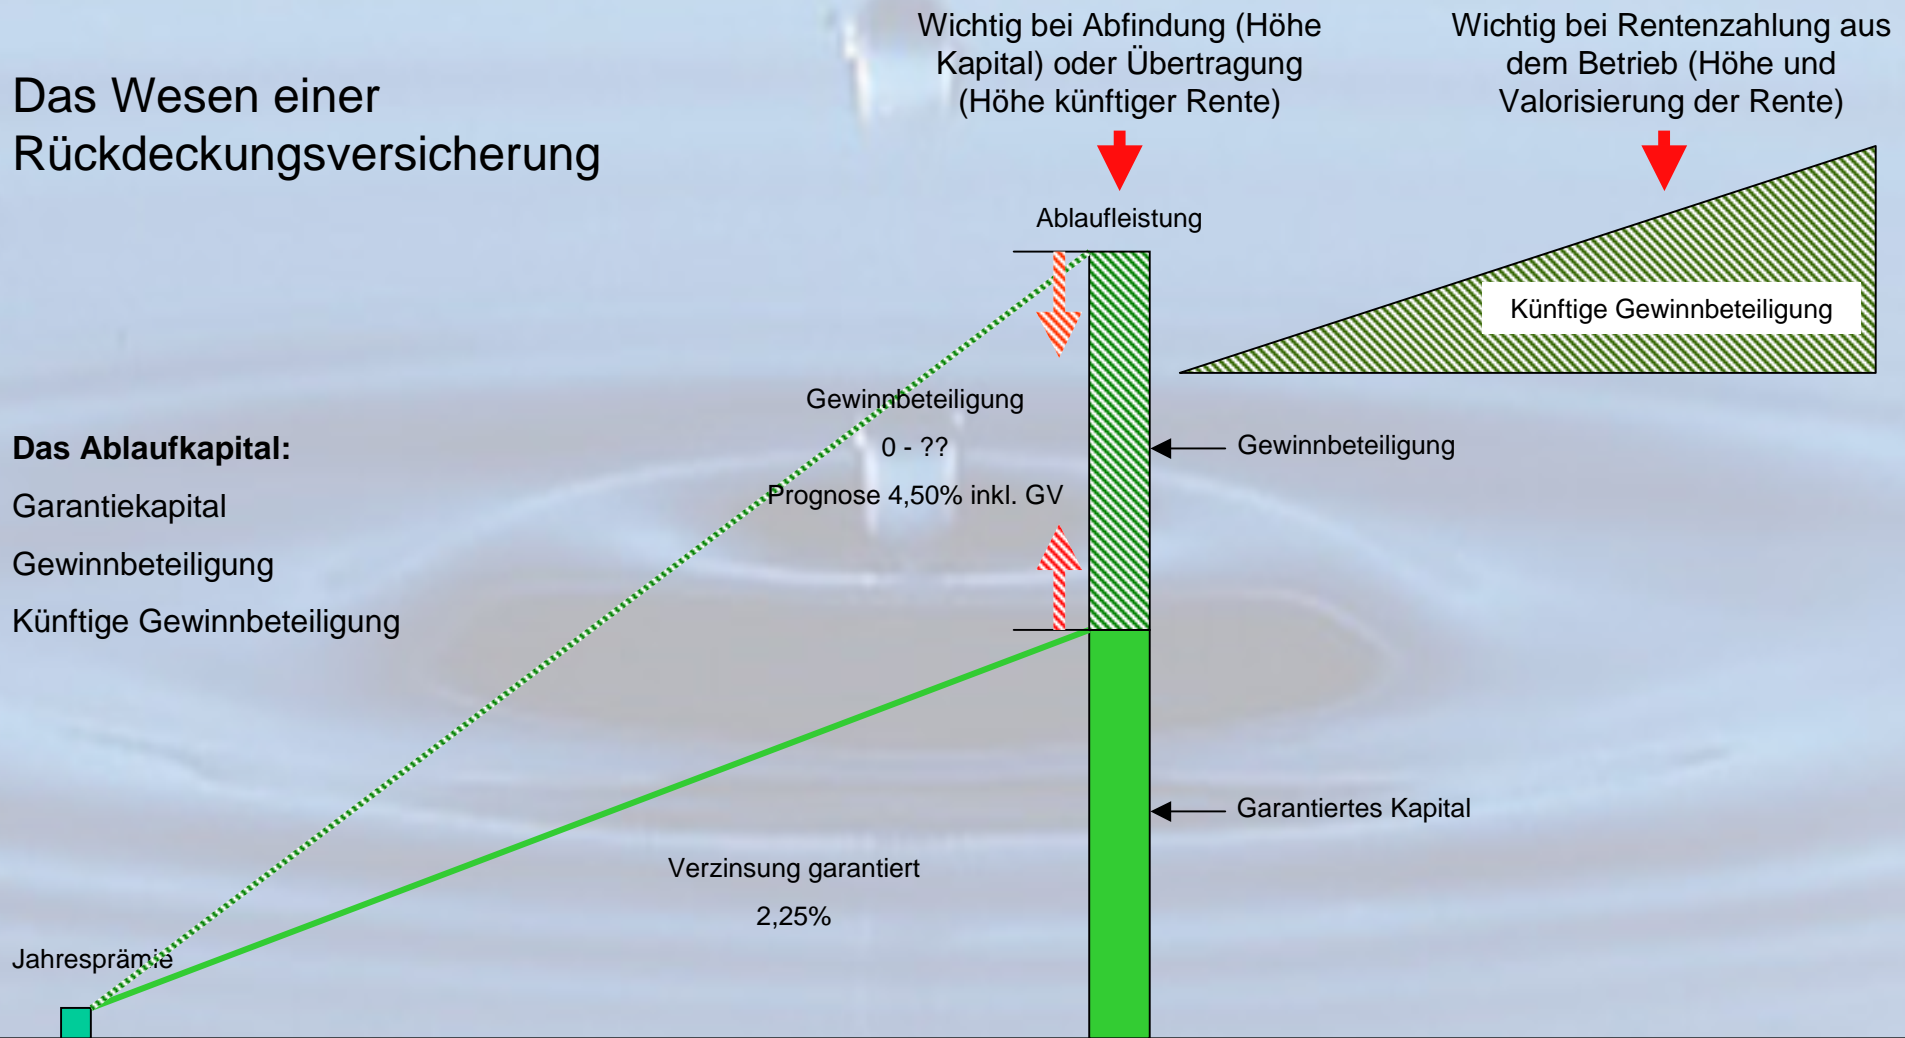 Das Wesen einer
Rückdeckungsversicherung
Wichtig bei Abfindung (Höhe
Kapital) oder Übertragung
(Höhe künftiger Rente)
Wichtig bei Rentenzahlung aus
dem Betrieb (Höhe und
Valorisierung der Rente)
Ablaufleistung
Künftige Gewinnbeteiligung
Gewinnbeteiligung
0 - ??
Prognose 4,50% inkl. GV
Gewinnbeteiligung
Das Ablaufkapital:
Garantiekapital
Gewinnbeteiligung
Künftige Gewinnbeteiligung
Garantiertes Kapital
Verzinsung garantiert
2,25%
Jahresprämie